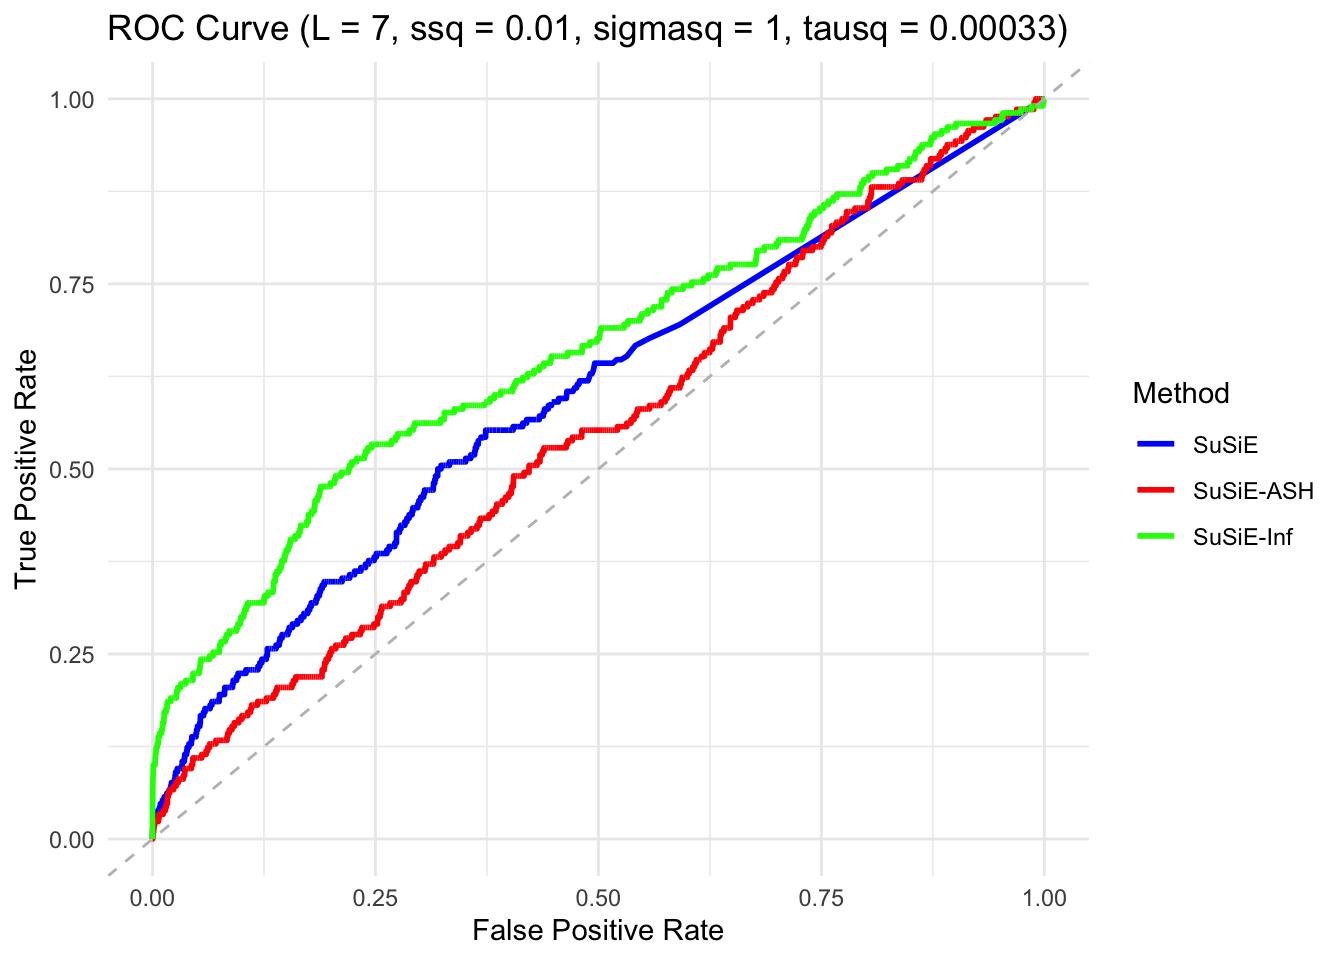 ROC Curve (L = 7, ssq = 0.01, sigmasq = 1, tausq = 0.00033)
True Positive Rate
1.00
0.75
0.50
0.25
0.00
0.00 0.25 0.50 0.75 1.00
False Positive Rate
Method
SuSiE
SuSiE-ASH
SuSiE-Inf